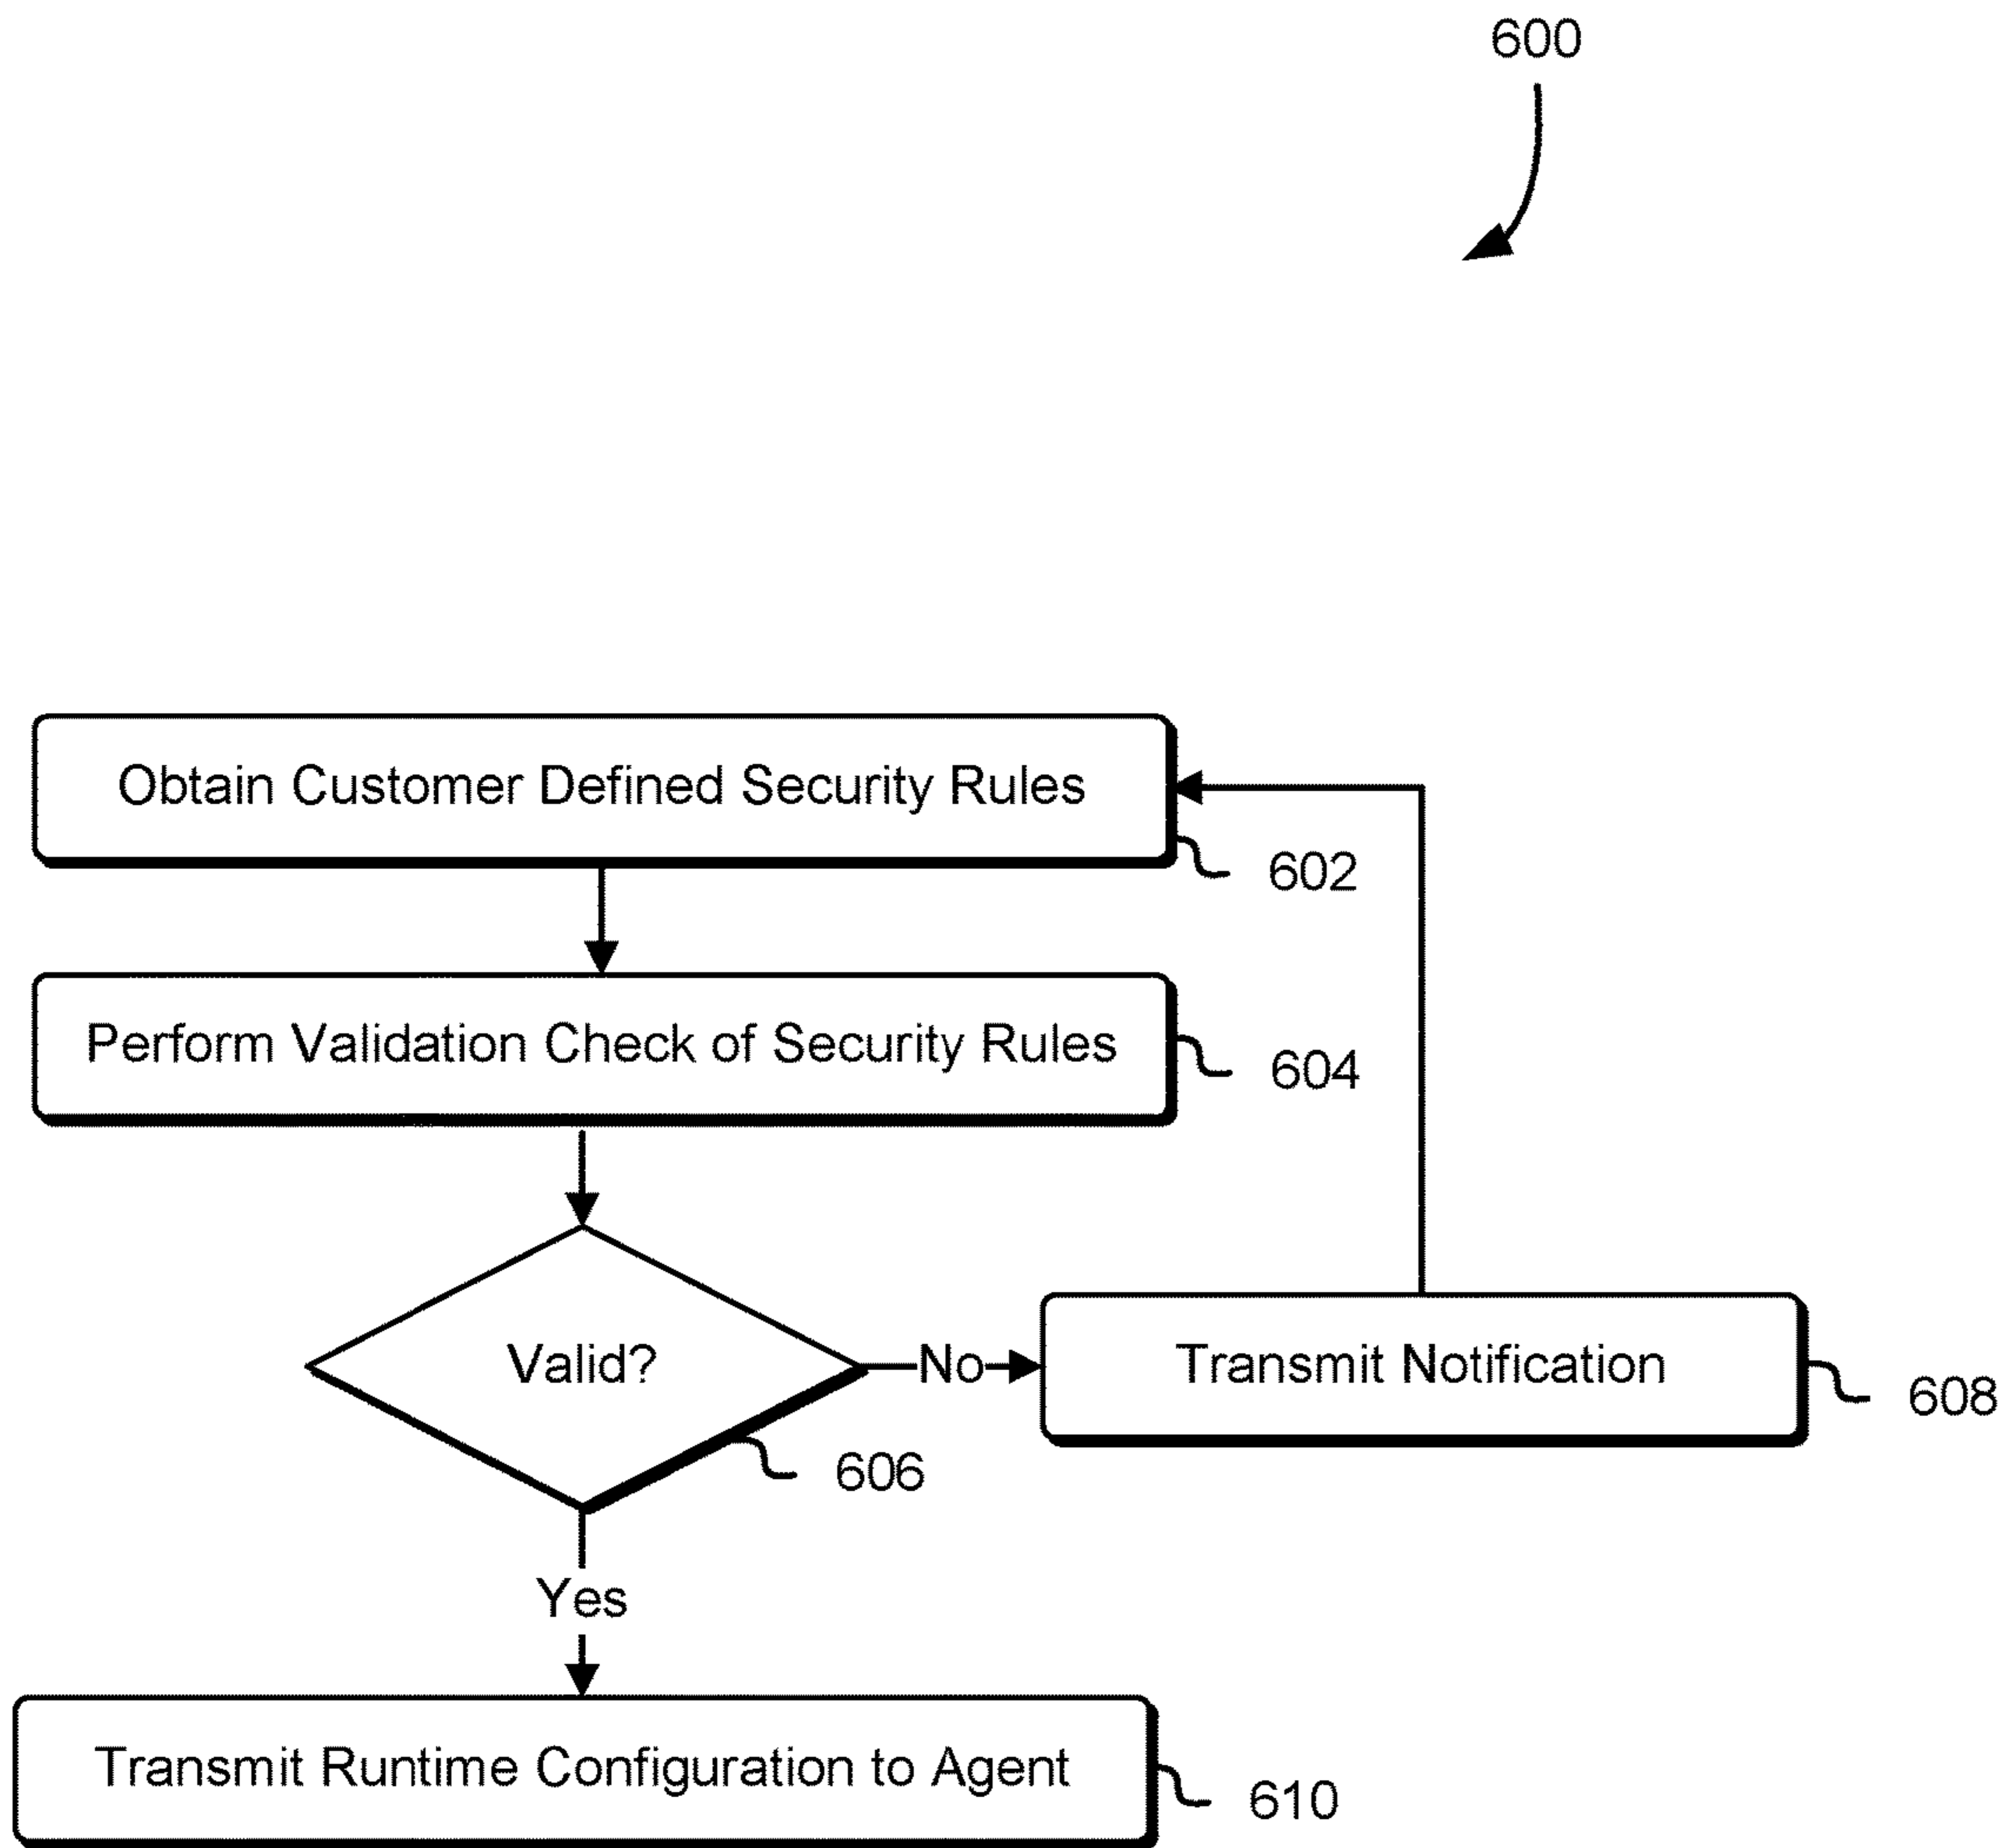 600
Obtain Customer Defined Security Rules
602
Perform Validation Check of Security Rules
604
Valid?
No
Transmit Notification
608
606
Yes
Transmit Runtime Configuration to Agent
610